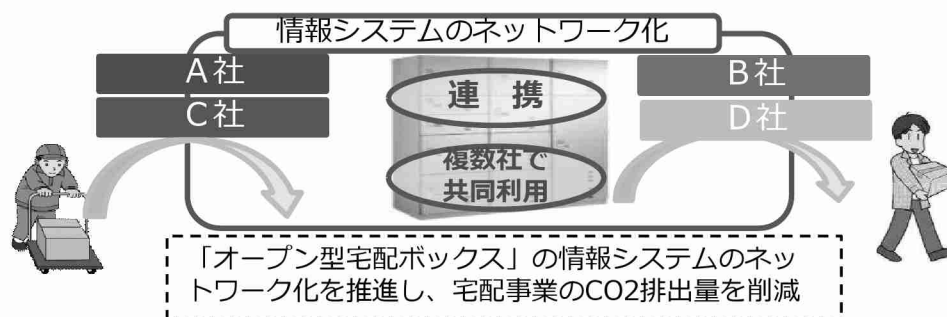 情報システムのネットワーク化
A社
C社
連 携
複数社で
共同利用
B社
D社
「オープン型宅配ボックス」の情報システムのネッ
トワーク化を推進し、宅配事業のCO2排出量を削減